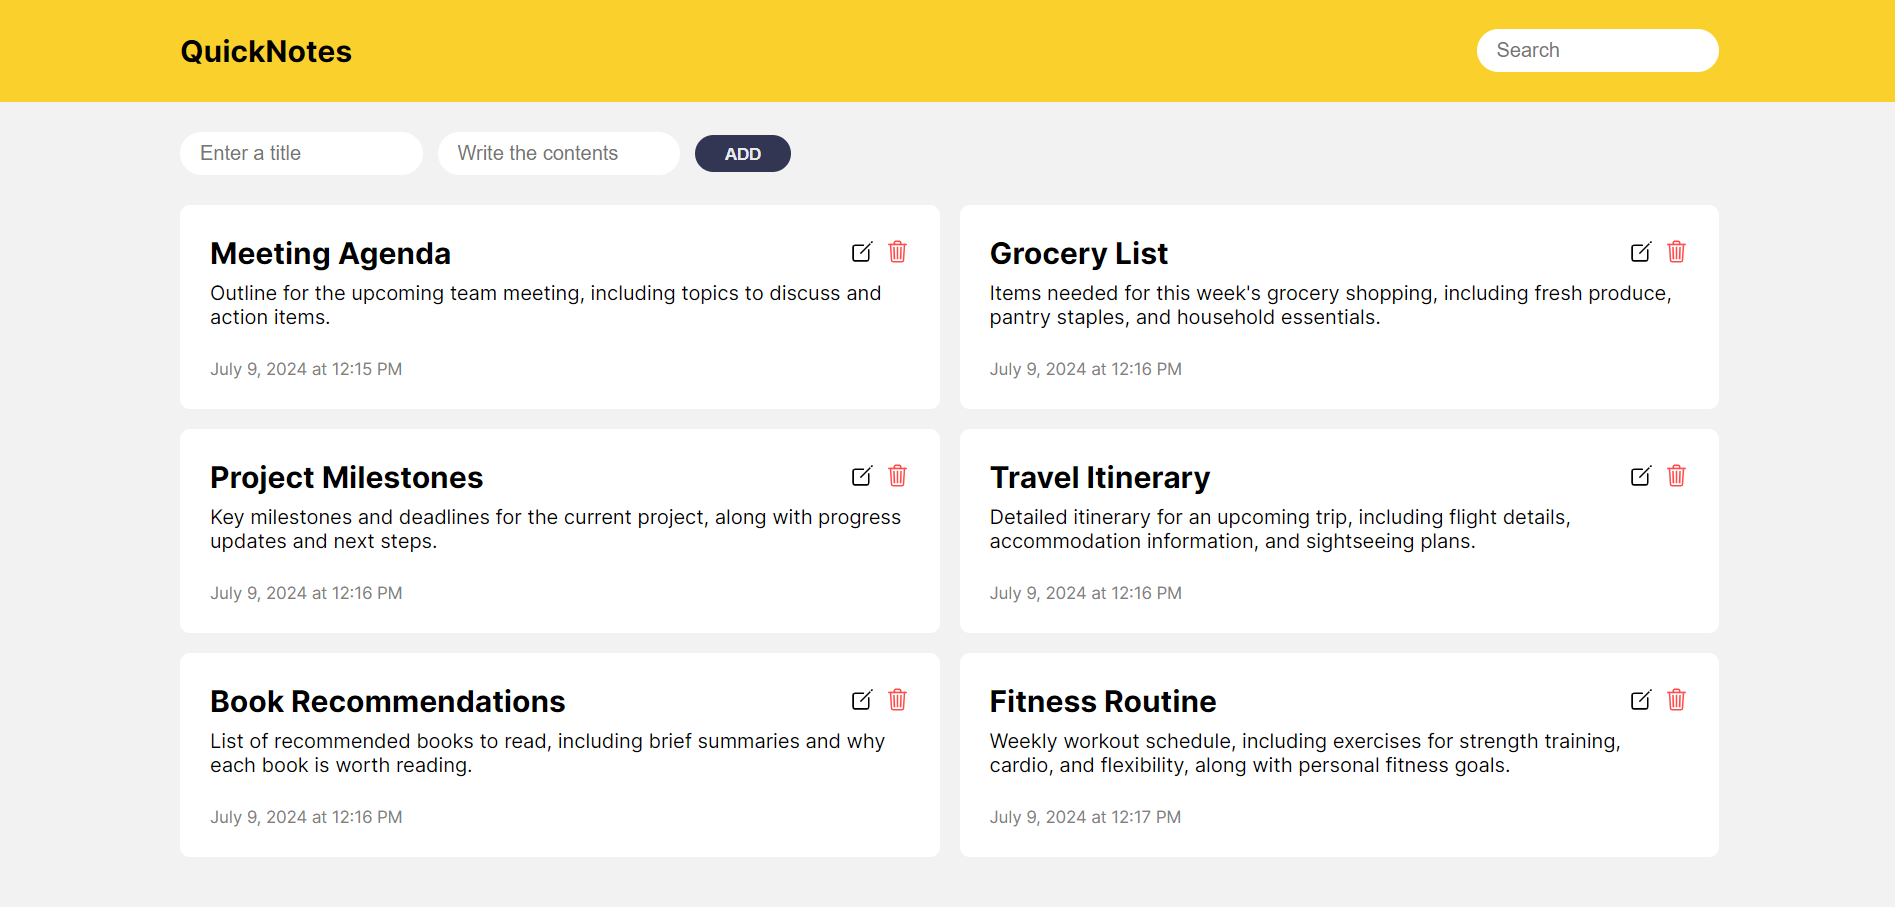 QuickNotes
Search
Enter a title
Write the contents
ADD
Meeting Agenda
Outline for the upcoming team meeting, including topics to discuss and
action items.
July 9, 2024 at 12:15 PM
Grocery List
Items needed for this week's grocery shopping, including fresh produce,
pantry staples, and household essentials.
July 9, 2024 at 12:16 PM
Project Milestones
Key milestones and deadlines for the current project, along with progress
updates and next steps.
July 9, 2024 at 12:16 PM
Travel Itinerary
Detailed itinerary for an upcoming trip, including flight details,
accommodation information, and sightseeing plans.
July 9, 2024 at 12:16 PM
Book Recommendations
List of recommended books to read, including brief summaries and why
each book is worth reading.
July 9, 2024 at 12:16 PM
Fitness Routine
Weekly workout schedule, including exercises for strength training,
cardio, and flexibility, along with personal fitness goals.
July 9, 2024 at 12:17 PM